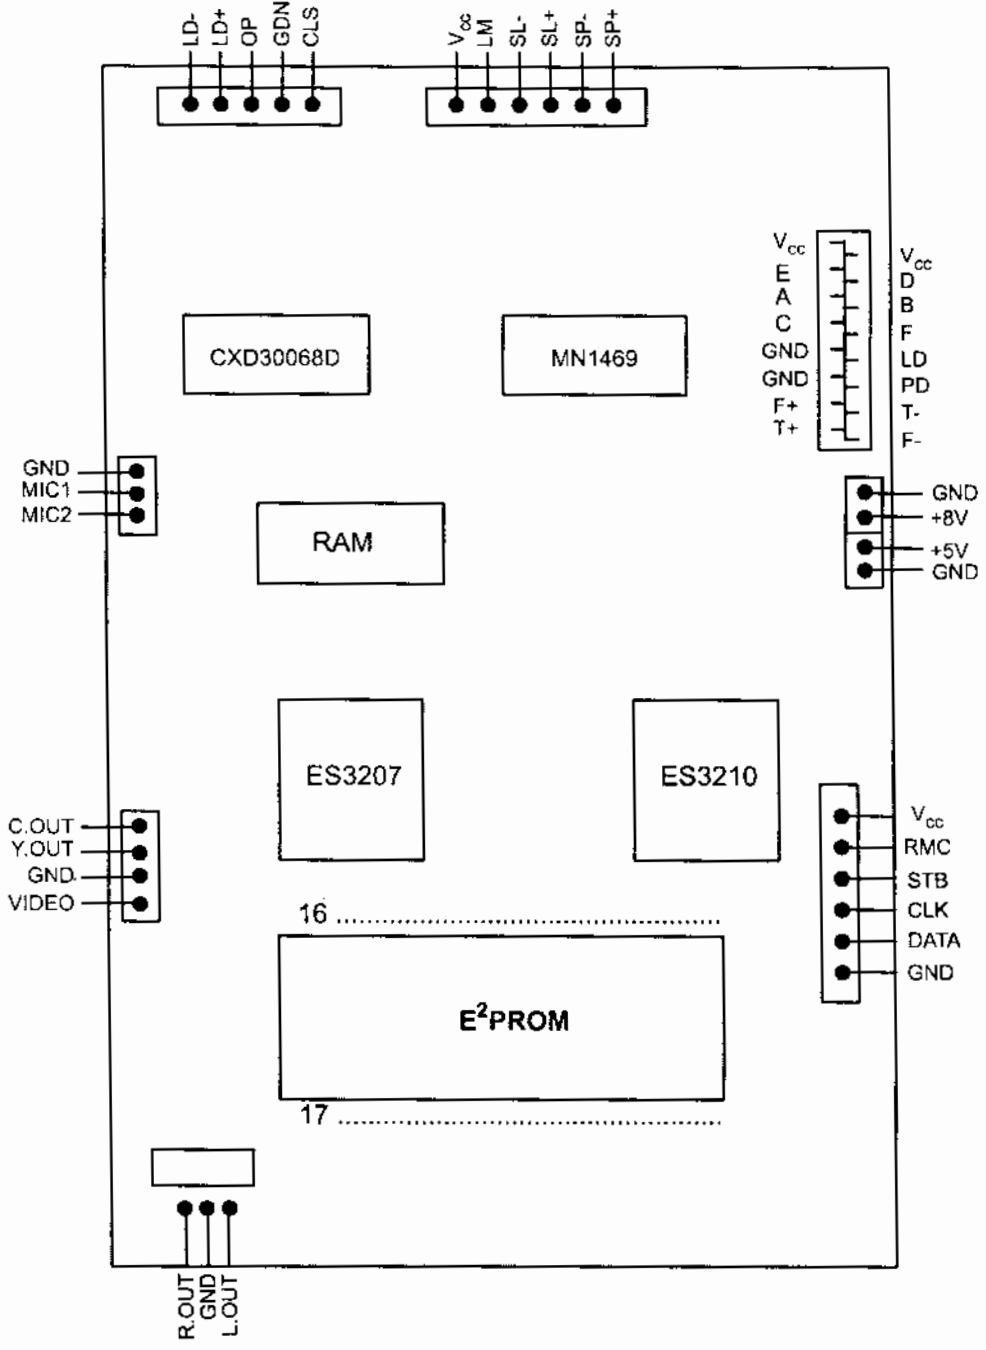 LD- LD+ OP GDN CLS
Vcc LM SL- SL+ SP- SP+
Vcc
E
A
C
GND
GND
F+
T+
Vcc
D
B
F
LD
PD
T-
F-
CXD30068D
MN1469
GND
MIC1
MIC2
RAM
GND
+8V
+5V
GND
ES3207
ES3210
C.OUT
Y.OUT
GND
VIDEO
Vcc
RMC
STB
CLK
DATA
GND
16
E²PROM
17
R.OUT
GND
L.OUT